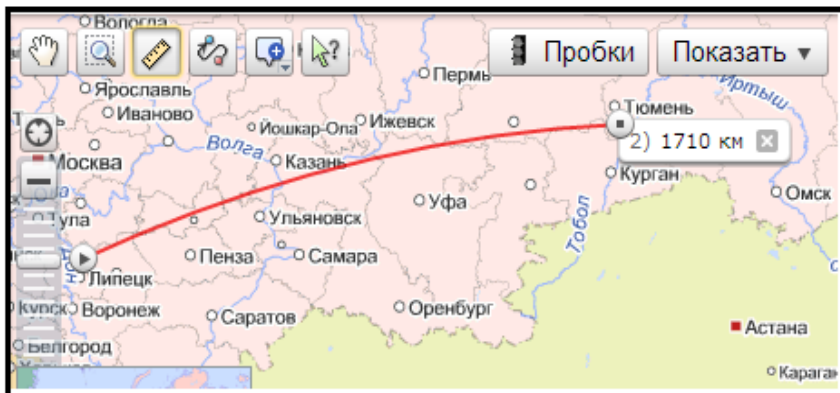 Вологда
Пробки
Показать
Пермь
Иртыш
Ярославль
Иваново
Йошкар-Ола
Ижевск
Тюмень
2) 1710 км
Волга
Москва
Казань
Курган
Омск
Тула
Ульяновск
Уфа
Тобол
Липецк
Пенза
Самара
Курск
Воронеж
Саратов
Оренбург
Астана
Белгород
Караган